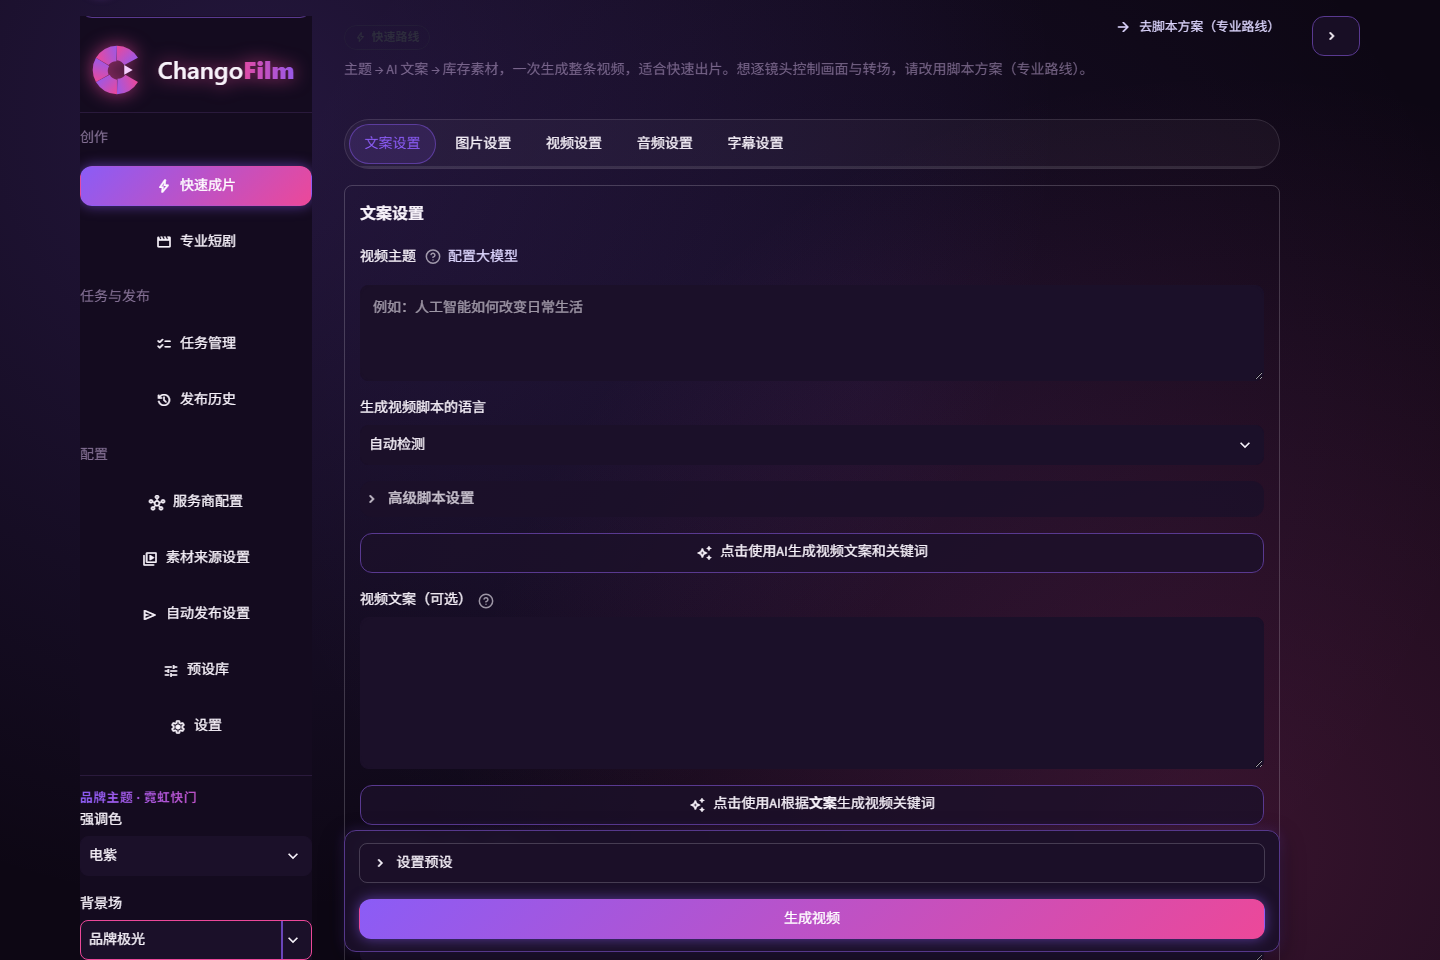 ChangoFilm
创作
快速成片
专业短剧
任务与发布
任务管理
发布历史
配置
服务商配置
素材来源设置
自动发布设置
预设库
设置
品牌主题 · 霓虹快门
强调色
电紫
背景场
品牌极光
快速路线
去脚本方案（专业路线）
主题→AI 文案→库存素材，一次生成整条视频，适合快速出片。想逐镜头控制画面与转场，请改用脚本方案（专业路线）。
文案设置 图片设置 视频设置 音频设置 字幕设置
文案设置
视频主题 配置大模型
例如：人工智能如何改变日常生活
生成视频脚本的语言
自动检测
高级脚本设置
点击使用AI生成视频文案和关键词
视频文案（可选）
点击使用AI根据文案生成视频关键词
设置预设
生成视频